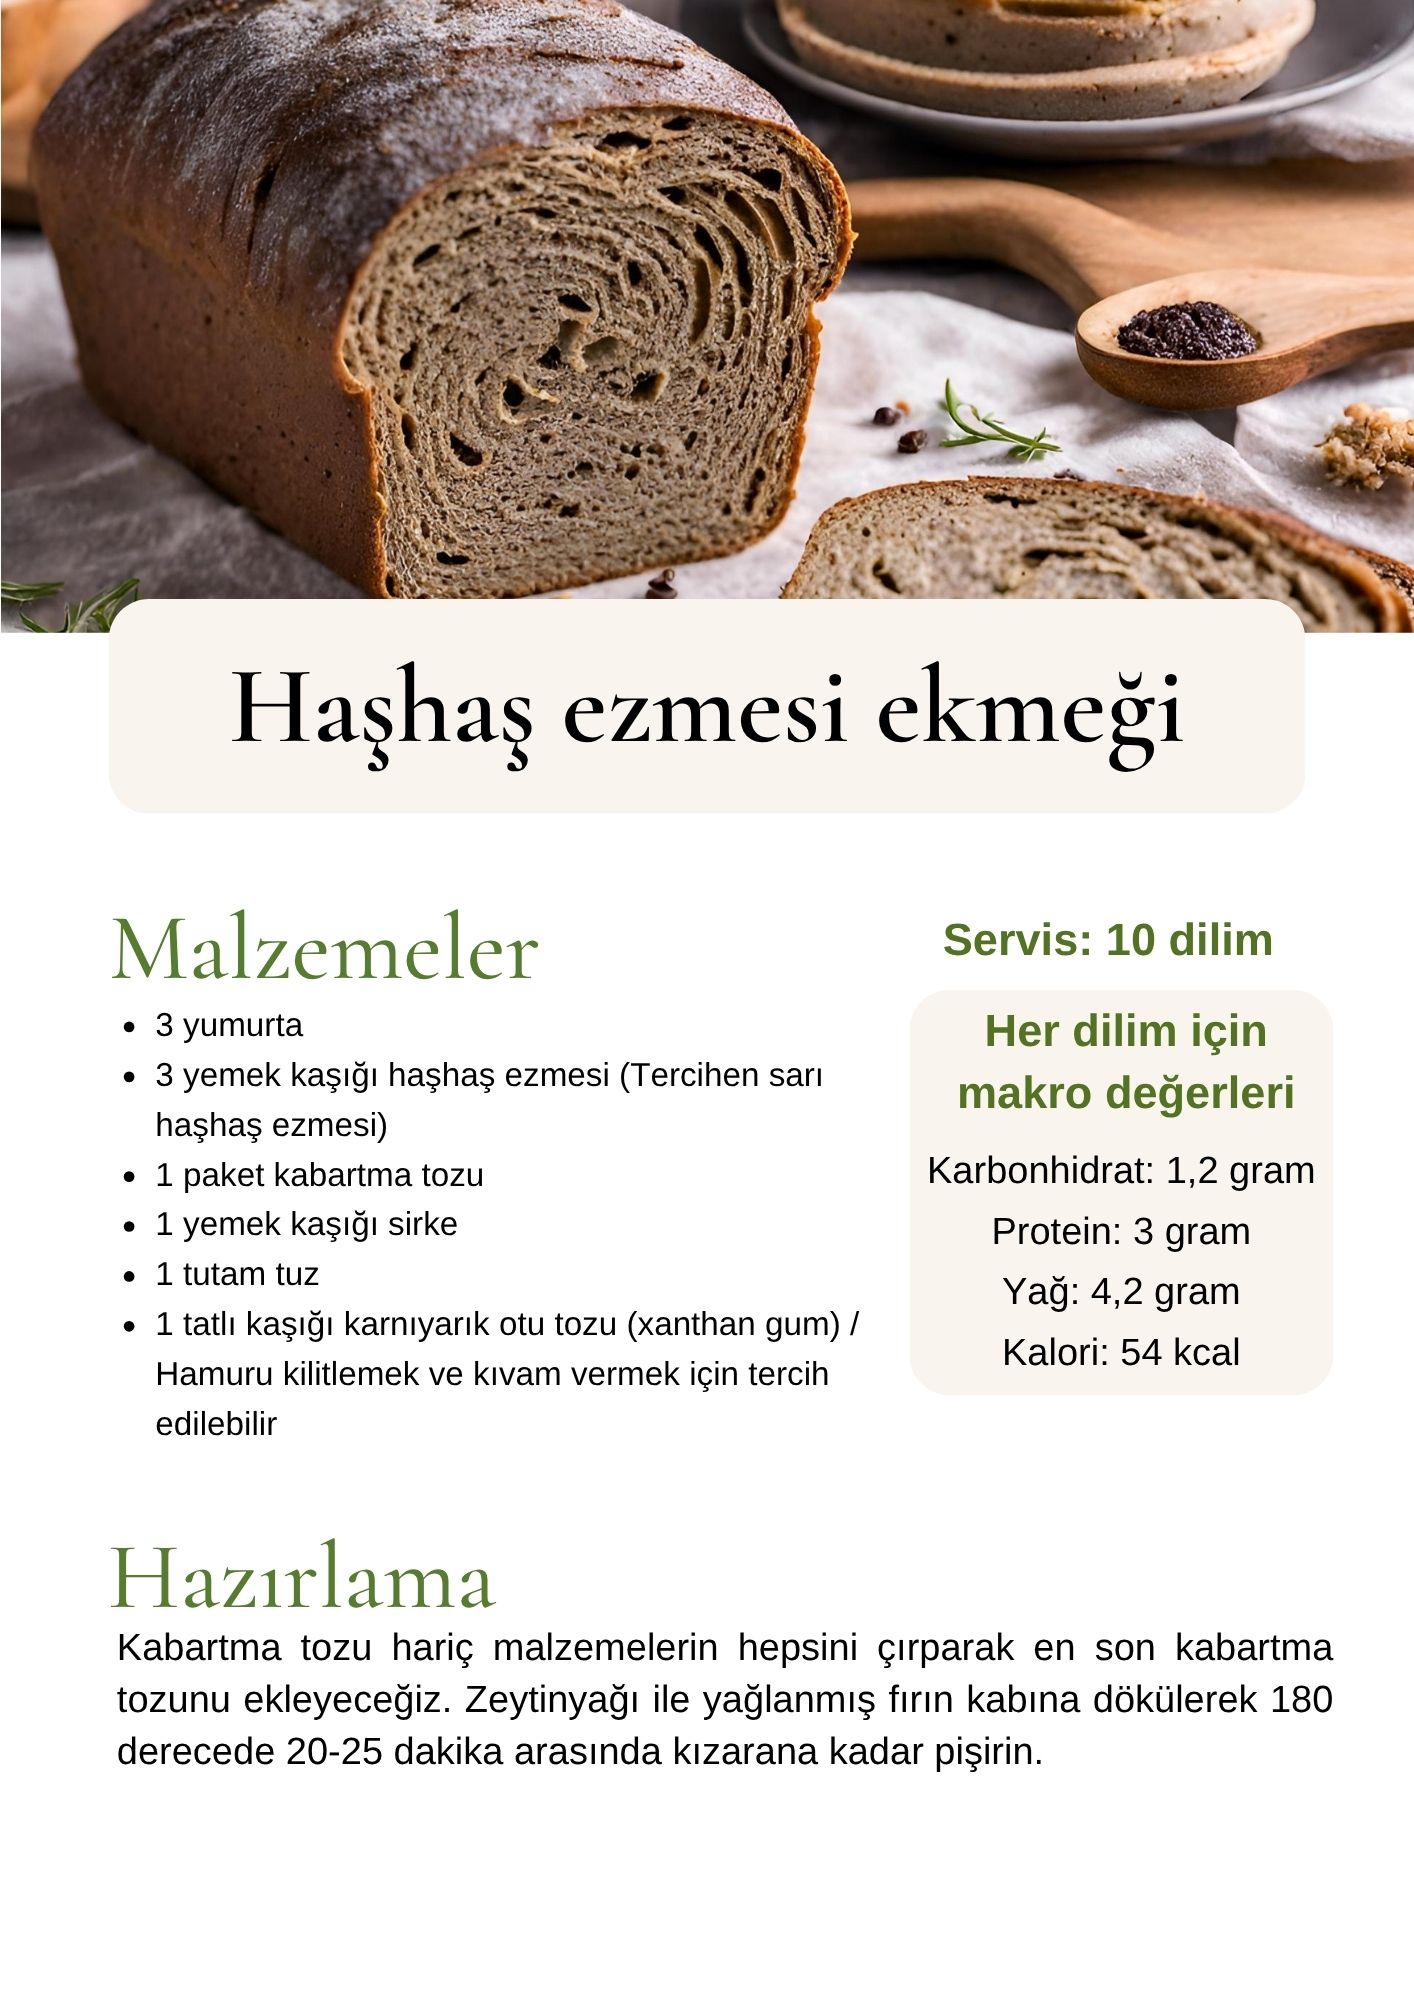 Haşhaş ezmesi ekmeği
Malzemeler
• 3 yumurta
• 3 yemek kaşığı haşhaş ezmesi (Tercihen sarı
haşhaş ezmesi)
• 1 paket kabartma tozu
• 1 yemek kaşığı sirke
• 1 tutam tuz
• 1 tatlı kaşığı karnıyarık otu tozu (xanthan gum) /
Hamuru kilitlemek ve kıvam vermek için tercih
edilebilir
Servis: 10 dilim
Her dilim için
makro değerleri
Karbonhidrat: 1,2 gram
Protein: 3 gram
Yağ: 4,2 gram
Kalori: 54 kcal
Hazırlama
Kabartma tozu hariç malzemelerin hepsini çırparak en son kabartma
tozunu ekleyeceğiz. Zeytinyağı ile yağlanmış fırın kabına dökülerek 180
derecede 20-25 dakika arasında kızarana kadar pişirin.